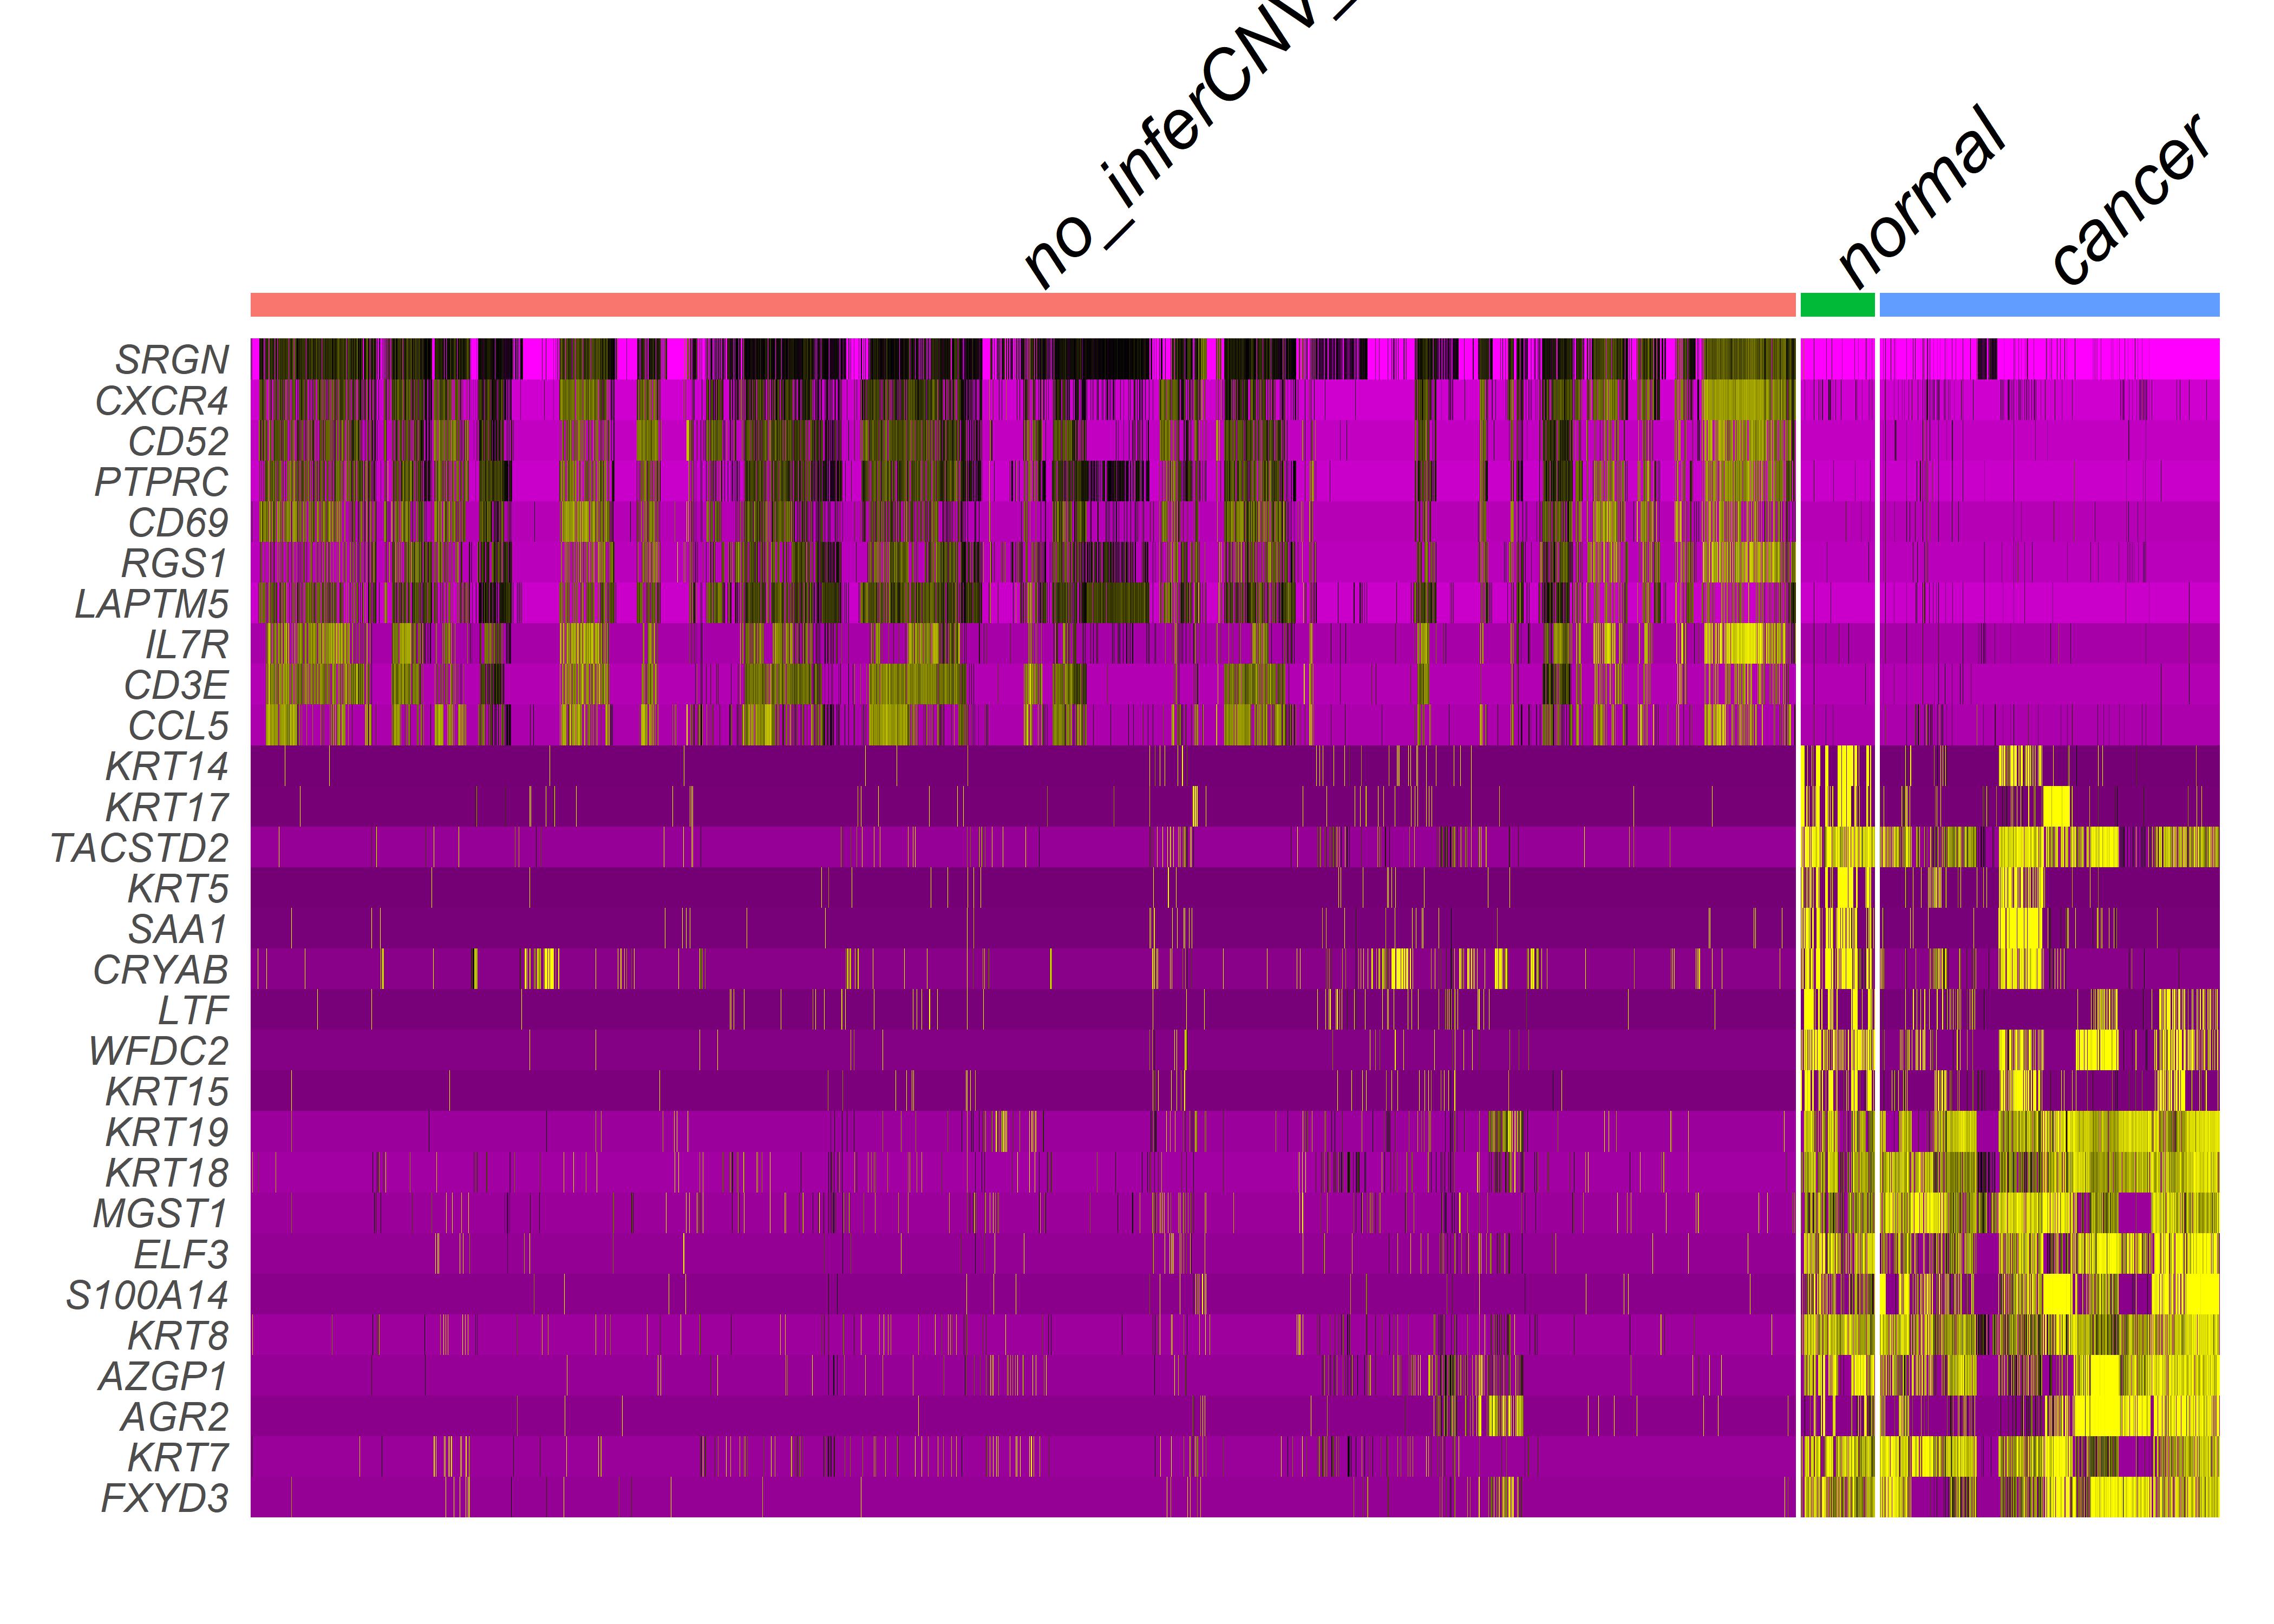 no_inferCNV_
normal
cancer
SRGN
CXCR4
CD52
PTPRC
CD69
RGS1
LAPTM5
IL7R
CD3E
CCL5
KRT14
KRT17
TACSTD2
KRT5
SAA1
CRYAB
LTF
WFDC2
KRT15
KRT19
KRT18
MGST1
ELF3
S100A14
KRT8
AZGP1
AGR2
KRT7
FXYD3